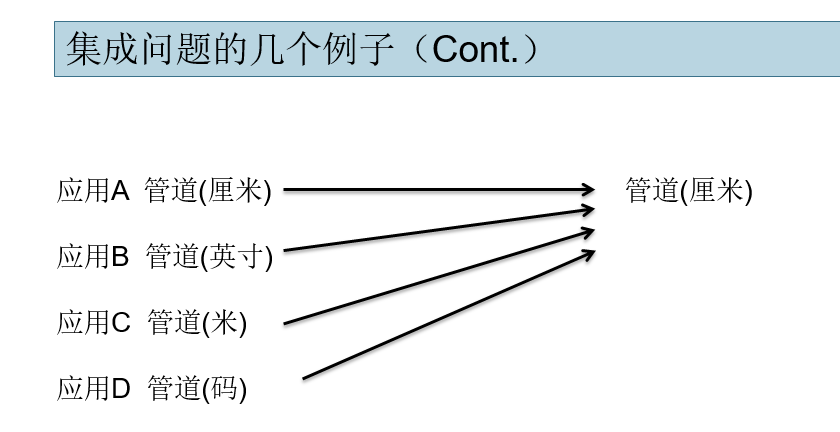 集成问题的几个例子（Cont.）
应用A 管道(厘米) 管道(厘米)
应用B 管道(英寸)
应用C 管道(米)
应用D 管道(码)